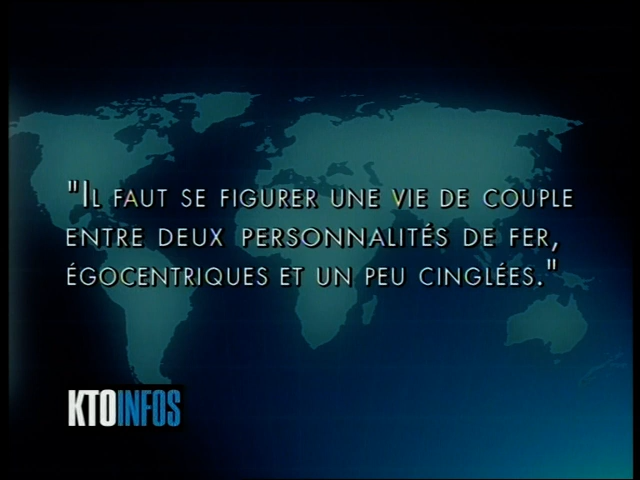 "Il faut se figurer une vie de couple
entre deux personnalités de fer,
égocentriques et un peu cinglées."
KTOINFOS